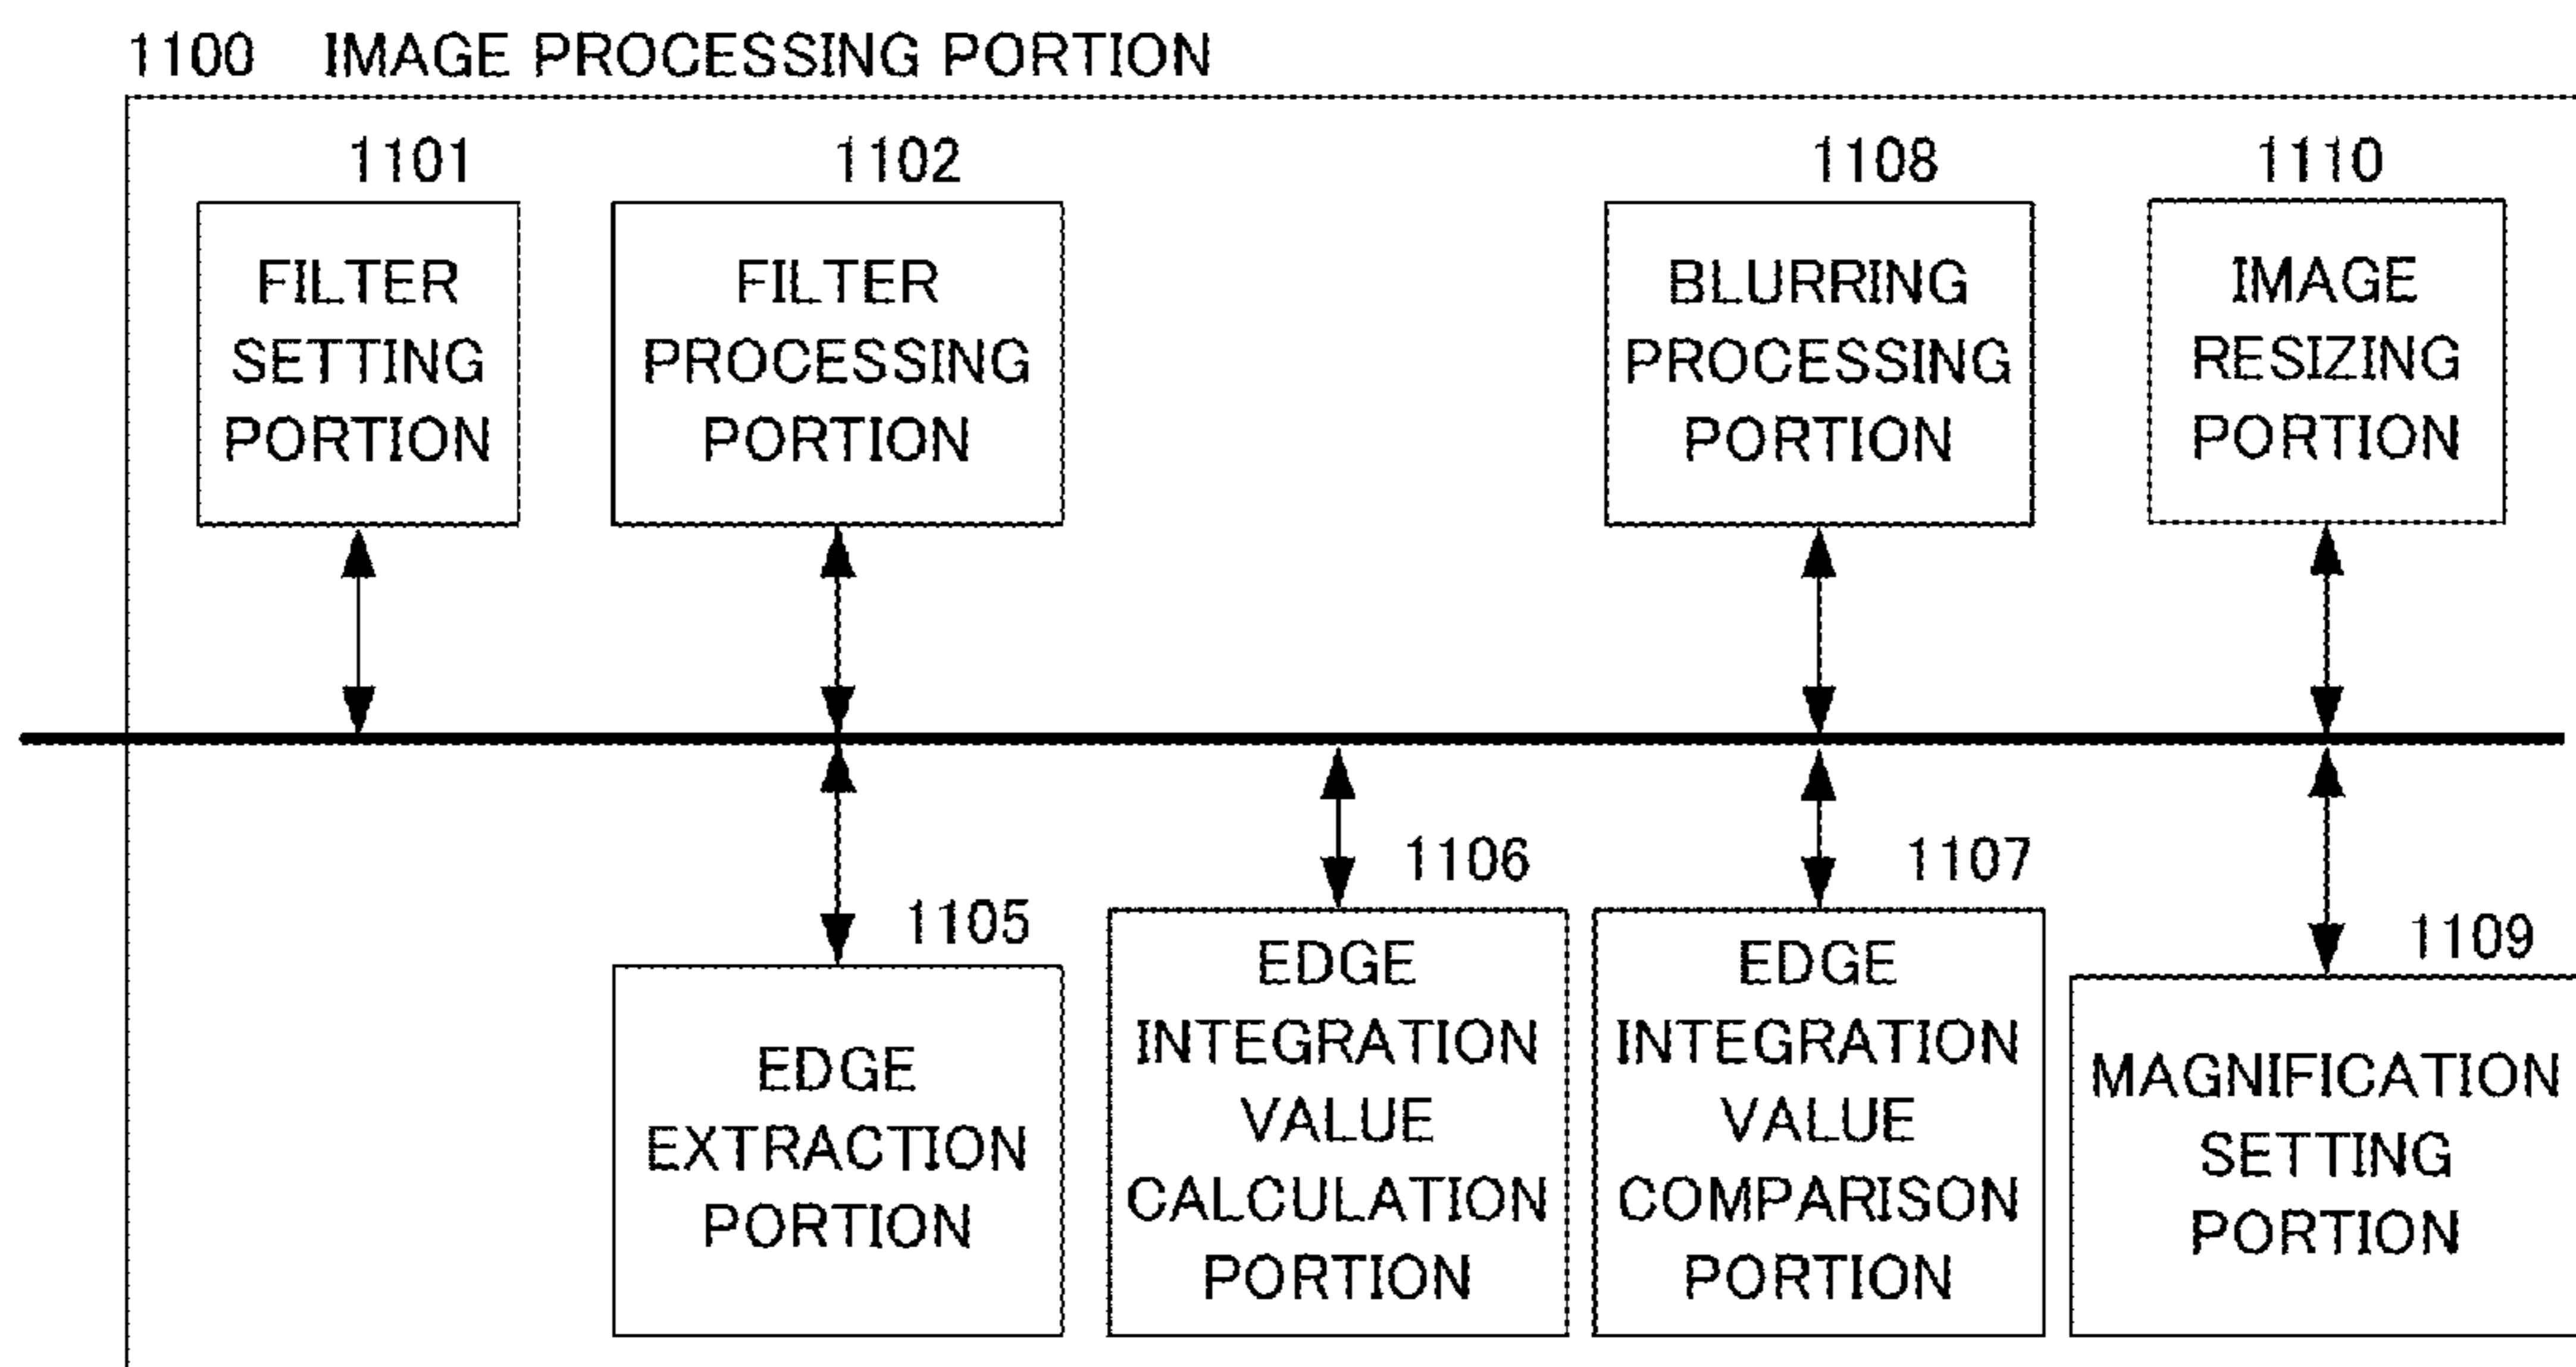 1100 IMAGE PROCESSING PORTION
1101
FILTER
SETTING
PORTION
1102
FILTER
PROCESSING
PORTION
1108
BLURRING
PROCESSING
PORTION
1110
IMAGE
RESIZING
PORTION
1105
EDGE
EXTRACTION
PORTION
1106
EDGE
INTEGRATION
VALUE
CALCULATION
PORTION
1107
EDGE
INTEGRATION
VALUE
COMPARISON
PORTION
1109
MAGNIFICATION
SETTING
PORTION